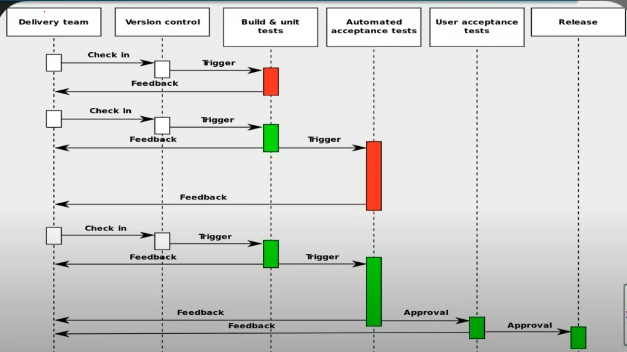 Delivery team
Version control
Build & unit
tests
Automated
acceptance tests
User acceptance
tests
Release
Check in
Trigger
Feedback
Check in
Trigger
Feedback
Trigger
Feedback
Check in
Trigger
Feedback
Trigger
Feedback
Approval
Feedback
Approval